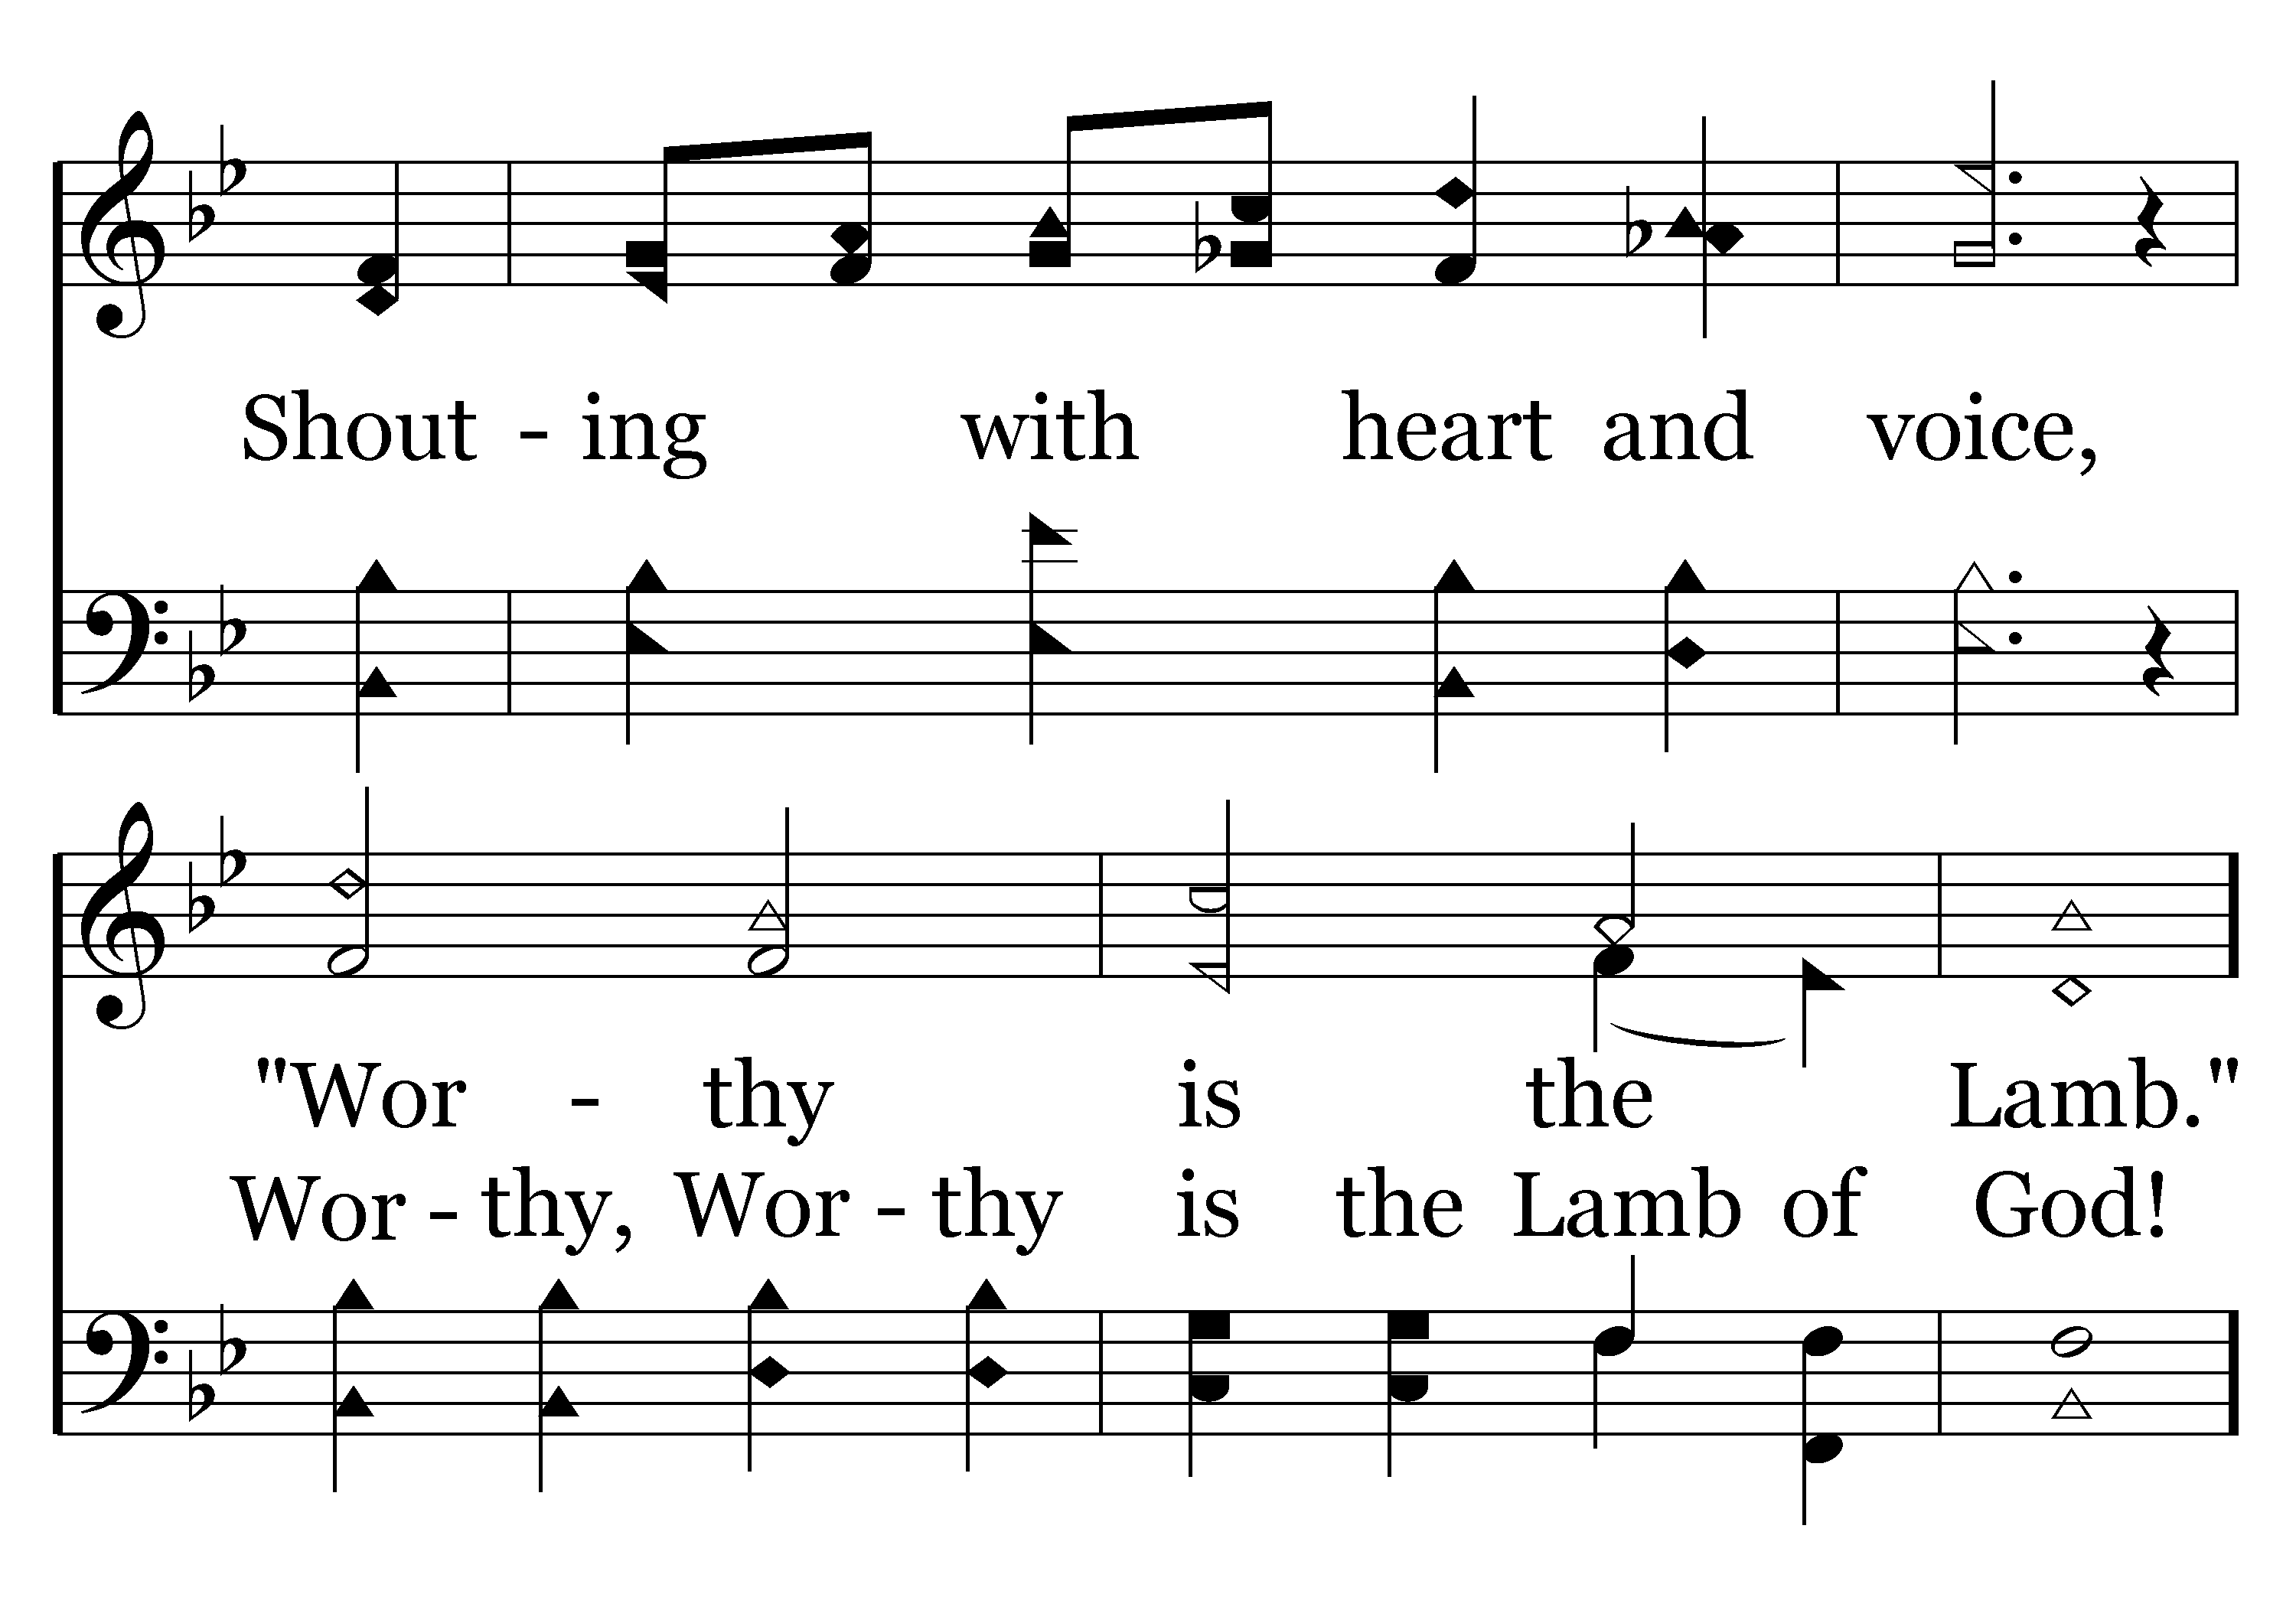 Shout - ing with heart and voice,
"Wor - thy is the Lamb."
Wor - thy, Wor - thy is the Lamb of God!